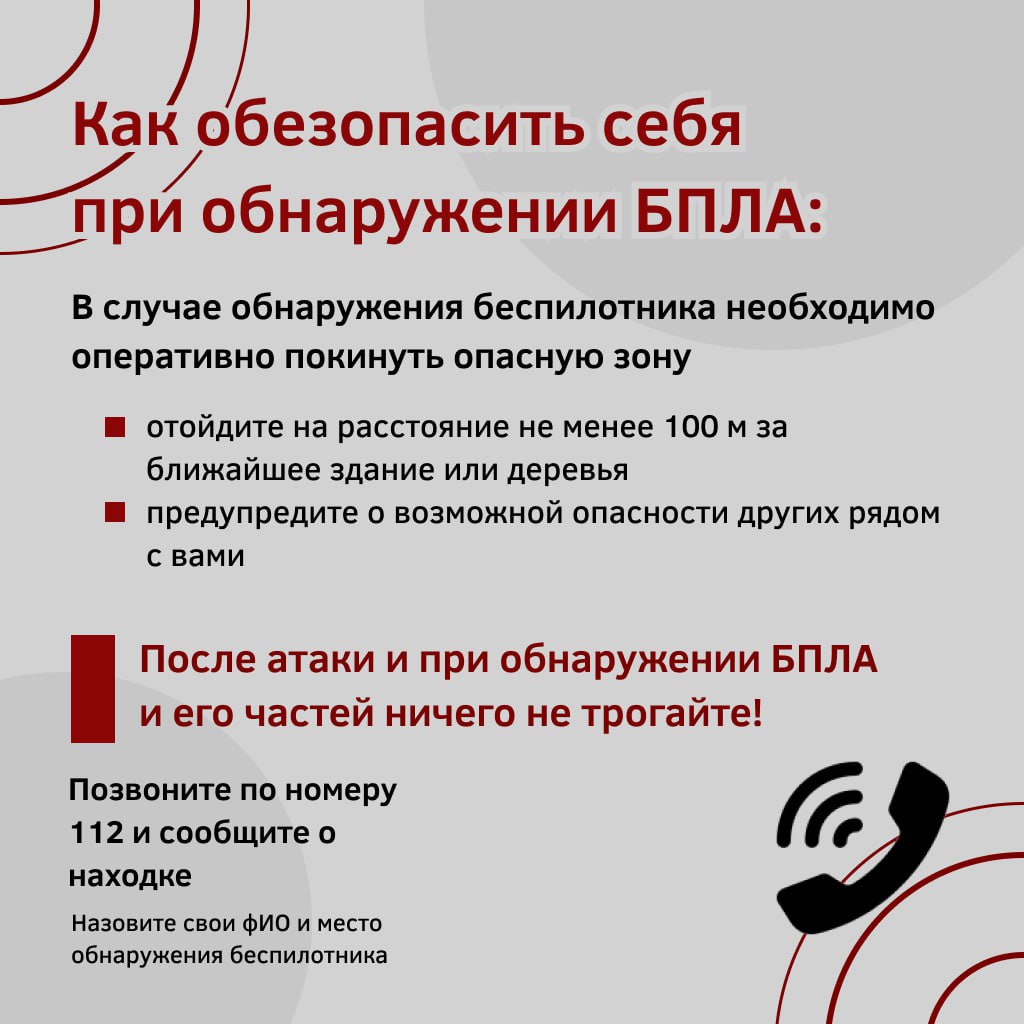 Как обезопасить себя
при обнаружении БПЛА:
В случае обнаружения беспилотника необходимо
оперативно покинуть опасную зону
отойдите на расстояние не менее 100 м за
ближайшее здание или деревья
предупредите о возможной опасности других рядом
с вами
После атаки и при обнаружении БПЛА
и его частей ничего не трогайте!
Позвоните по номеру
112 и сообщите о
находке
Назовите свои фИО и место
обнаружения беспилотника